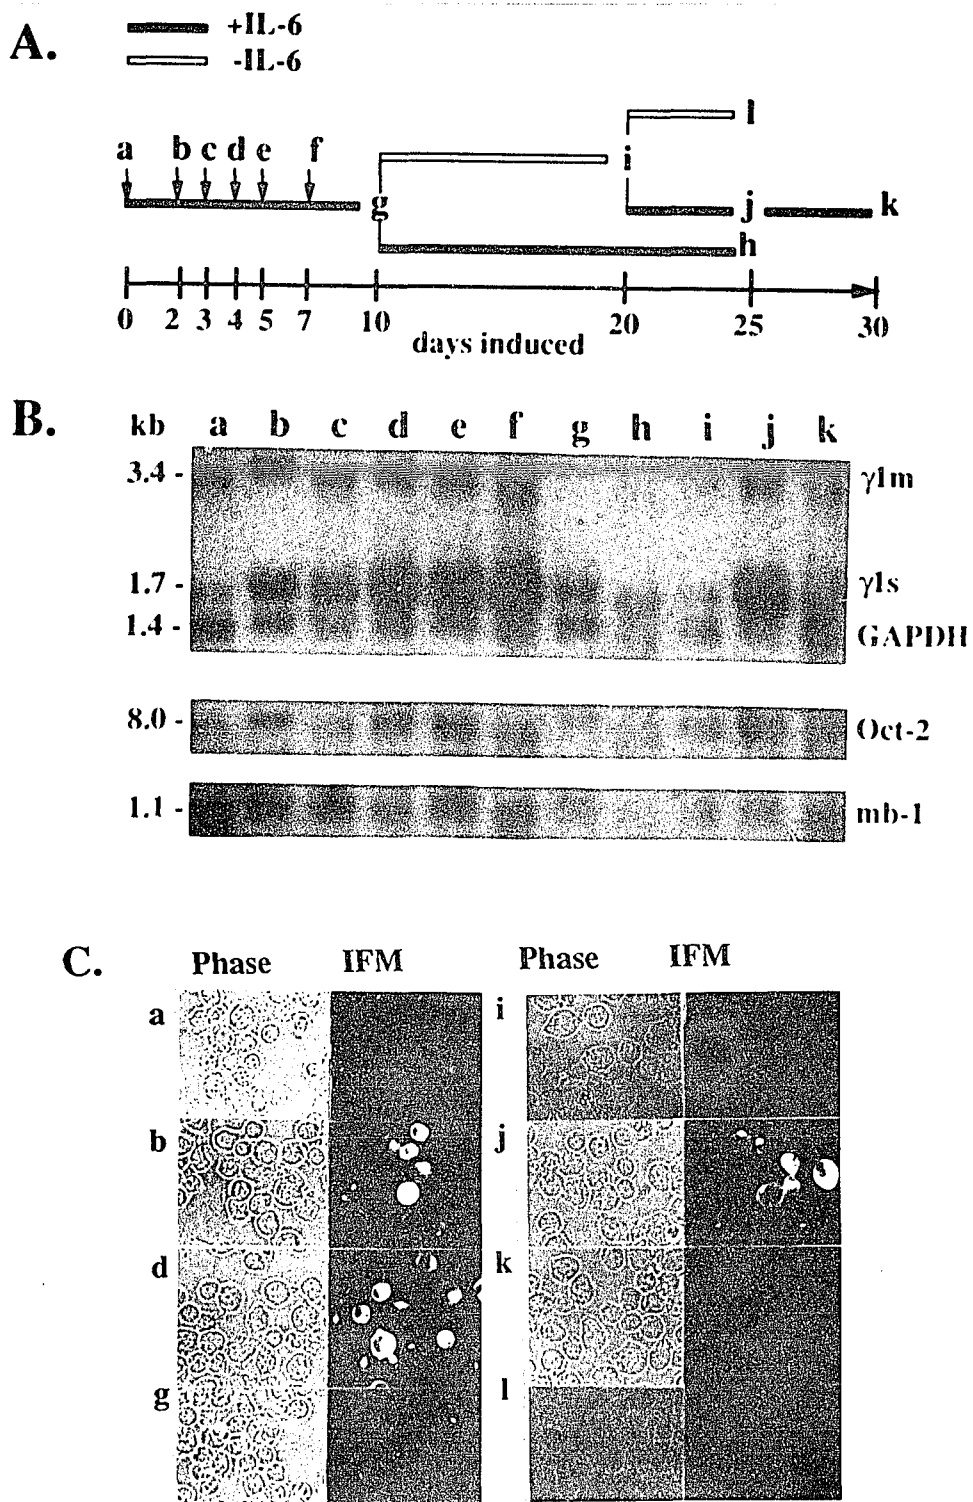 A.
+IL-6
-IL-6
a b c d e f g h i j k l
0 2 3 4 5 7 10 20 25 30
days induced
B.
kb a b c d e f g h i j k
3.4 - γ1m
1.7 - γ1s
1.4 - GAPDH
8.0 - Oct-2
1.1 - mb-1
C.
Phase IFM Phase IFM
a i
b j
d k
g l